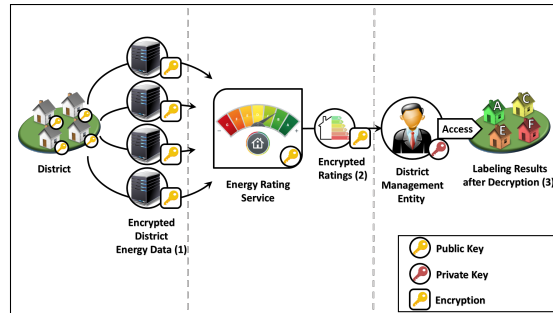 District
Encrypted
District
Energy Data (1)
Energy Rating
Service
Encrypted
Ratings (2)
District
Management
Entity
Access
A
C
E
F
Labeling Results
after Decryption (3)
Public Key
Private Key
Encryption